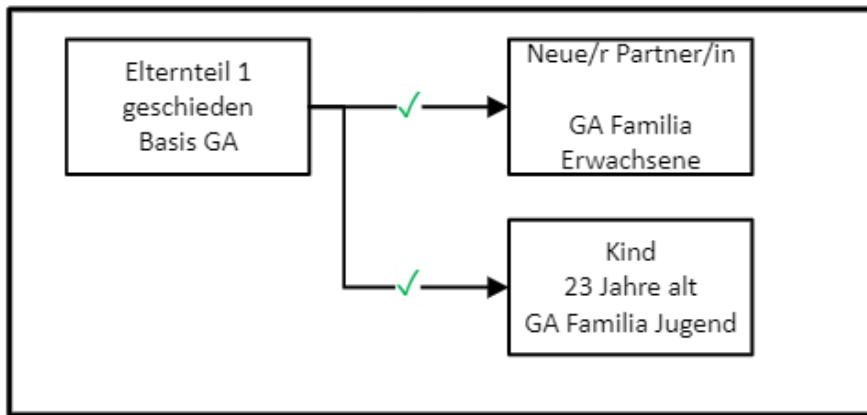 Elternteil 1
geschieden
Basis GA
Neue/r Partner/in
GA Familia
Erwachsene
Kind
23 Jahre alt
GA Familia Jugend